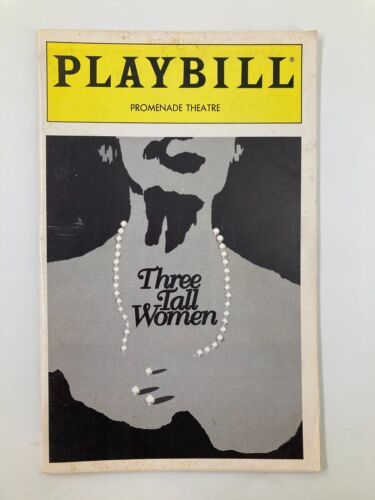 PLAYBILL®
PROMENADE THEATRE
Three
Tall
Women